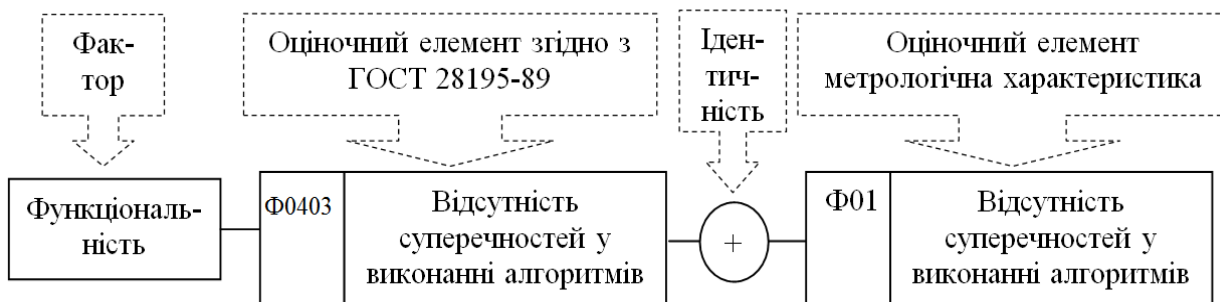 Фак-
тор
Оціночний елемент згідно з
ГОСТ 28195-89
Іден-
тич-
ність
Оціночний елемент
метрологічна характеристика
Функціональ-
ність
Ф0403
Відсутність
суперечностей у
виконанні алгоритмів
+
Ф01
Відсутність
суперечностей у
виконанні алгоритмів